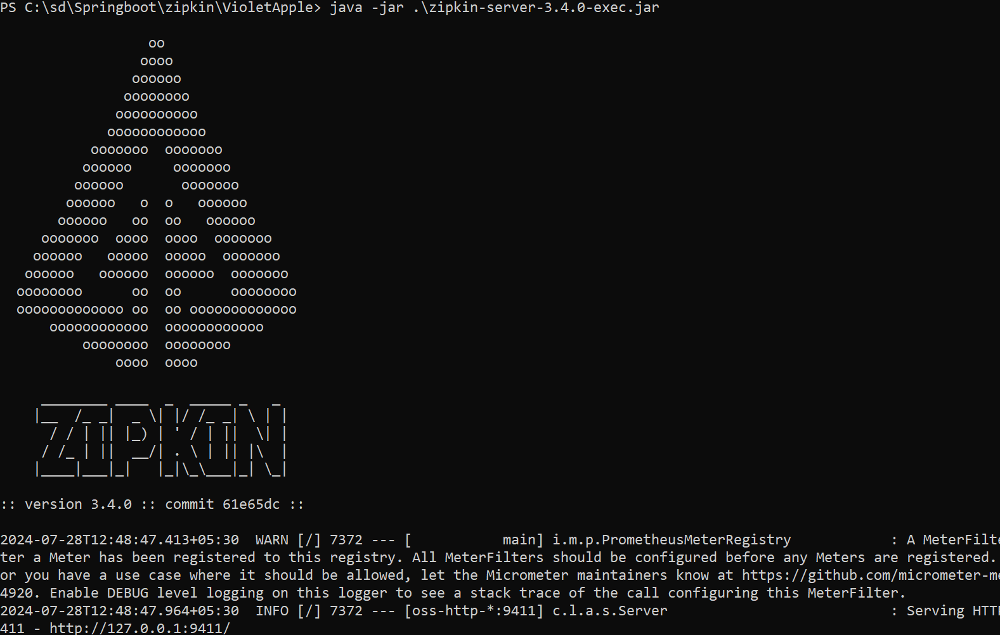 PS C:\sd\Springboot\zipkin\VioletApple> java -jar .\zipkin-server-3.4.0-exec.jar
                  oo
                 oooo
                oooooo
               oooooooo
              oooooooooo
             oooooooooooo
           ooooooo  ooooooo
          oooooo     ooooooo
         oooooo       ooooooo
        oooooo   o  o   oooooo
       oooooo   oo  oo   oooooo
     ooooooo  oooo  oooo  ooooooo
    oooooo   ooooo  ooooo  ooooooo
   oooooo   oooooo  oooooo  ooooooo
  oooooooo      oo  oo      oooooooo
  ooooooooooooo oo  oo ooooooooooooo
      oooooooooooo  oooooooooooo
          oooooooo  oooooooo
              oooo  oooo
     ________ ____  _  _____ _   _
    |__  /_ _|  _ \| |/ /_ _| \ | |
      / / | || |_) | ' / | ||  \| |
     / /_ | ||  __/| . \ | || |\  |
    |____|___|_|   |_|\_\___|_| \_|
:: version 3.4.0 :: commit 61e65dc ::
2024-07-28T12:48:47.413+05:30  WARN [/] 7372 --- [           main] i.m.p.PrometheusMeterRegistry            : A MeterFilte
ter a Meter has been registered to this registry. All MeterFilters should be configured before any Meters are registered.
or you have a use case where it should be allowed, let the Micrometer maintainers know at https://github.com/micrometer-me
4920. Enable DEBUG level logging on this logger to see a stack trace of the call configuring this MeterFilter.
2024-07-28T12:48:47.964+05:30  INFO [/] 7372 --- [oss-http-*:9411] c.l.a.s.Server                           : Serving HTT
411 - http://127.0.0.1:9411/